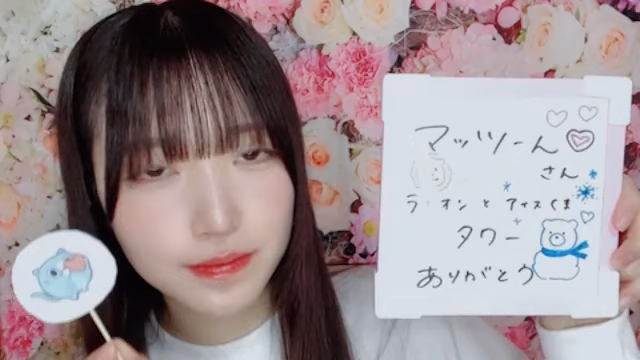 マッツーん
さん
ライオンとアイスくま
タワー
ありがとう